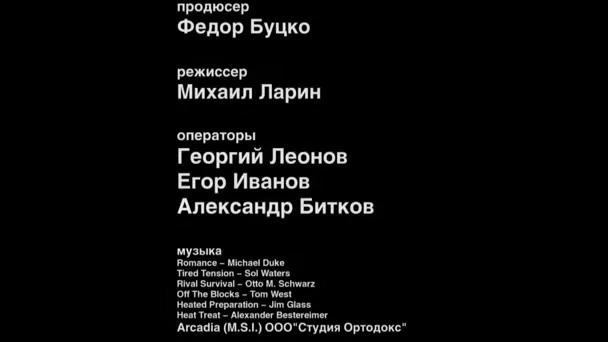 продюсер
Федор Буцко
режиссер
Михаил Ларин
операторы
Георгий Леонов
Егор Иванов
Александр Битков
музыка
Romance – Michael Duke
Tired Tension – Sol Waters
Rival Survival – Otto M. Schwarz
Off The Blocks – Tom West
Heated Preparation – Jim Glass
Heat Treat – Alexander Bestereimer
Arcadia (M.S.I.) ООО"Студия Ортодокс"